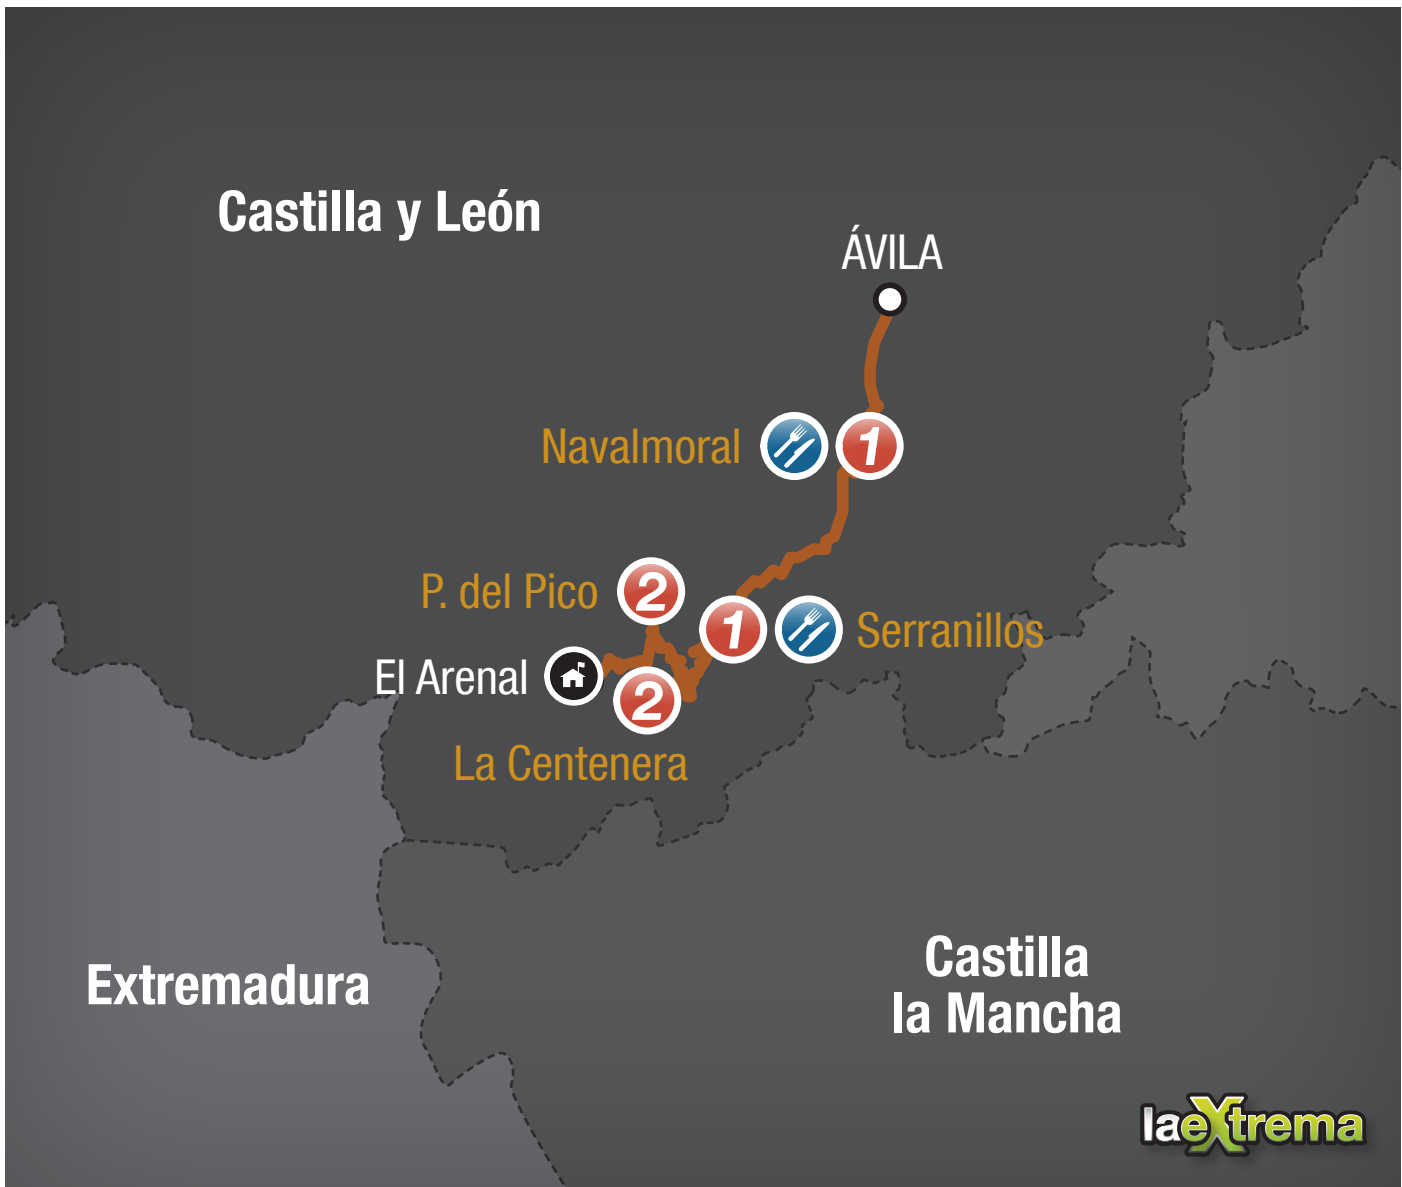 Castilla y León
ÁVILA
Navalmoral
1
P. del Pico
2
1
Serranillos
El Arenal
2
La Centenera
Extremadura
Castilla
la Mancha
laeXtrema